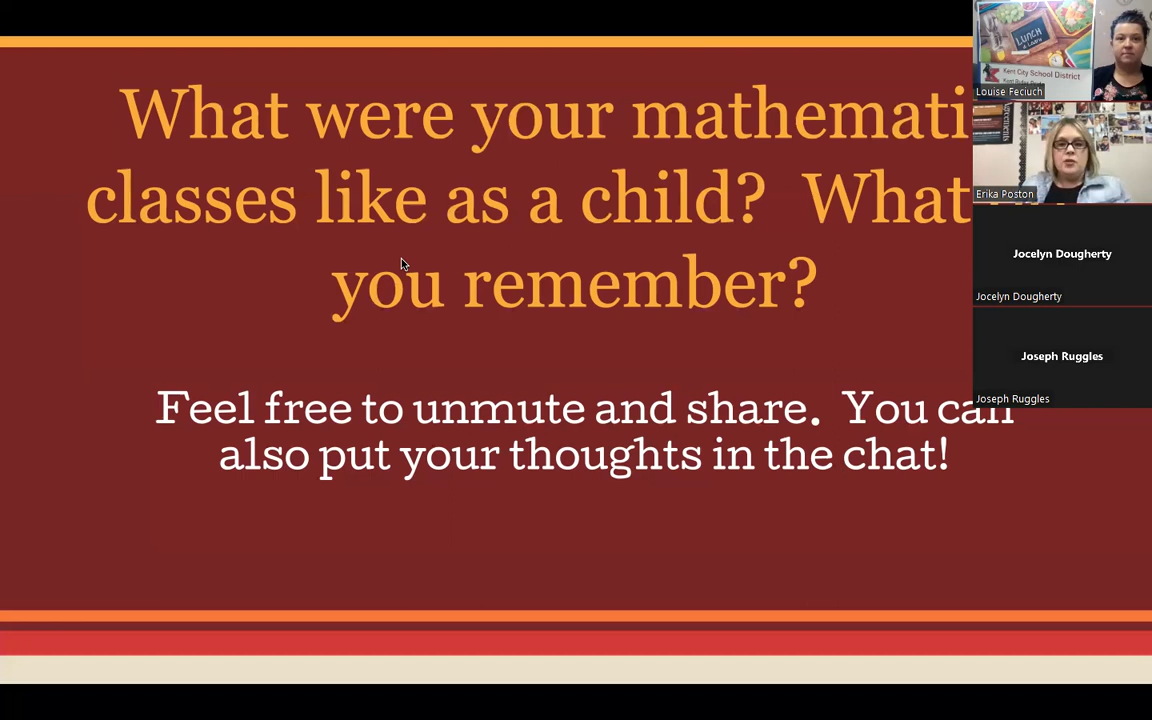 What were your mathemati
classes like as a child? What
you remember?
Feel free to unmute and share. You can
also put your thoughts in the chat!
LUNCH
Kent City School District
Louise Feciuch
Erika Poston
Jocelyn Dougherty
Jocelyn Dougherty
Joseph Ruggles
Joseph Ruggles